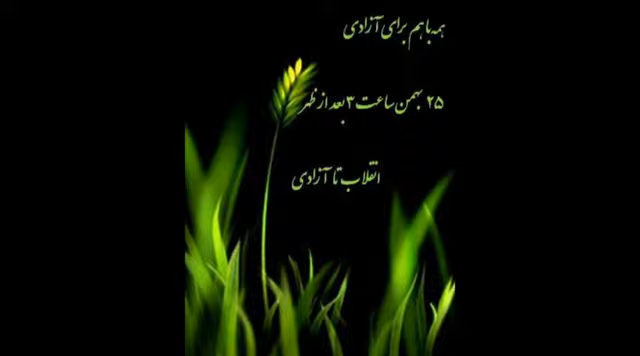 همه با هم برای آزادی
۲۵ بهمن ساعت ۳ بعد از ظهر
انقلاب تا آزادی